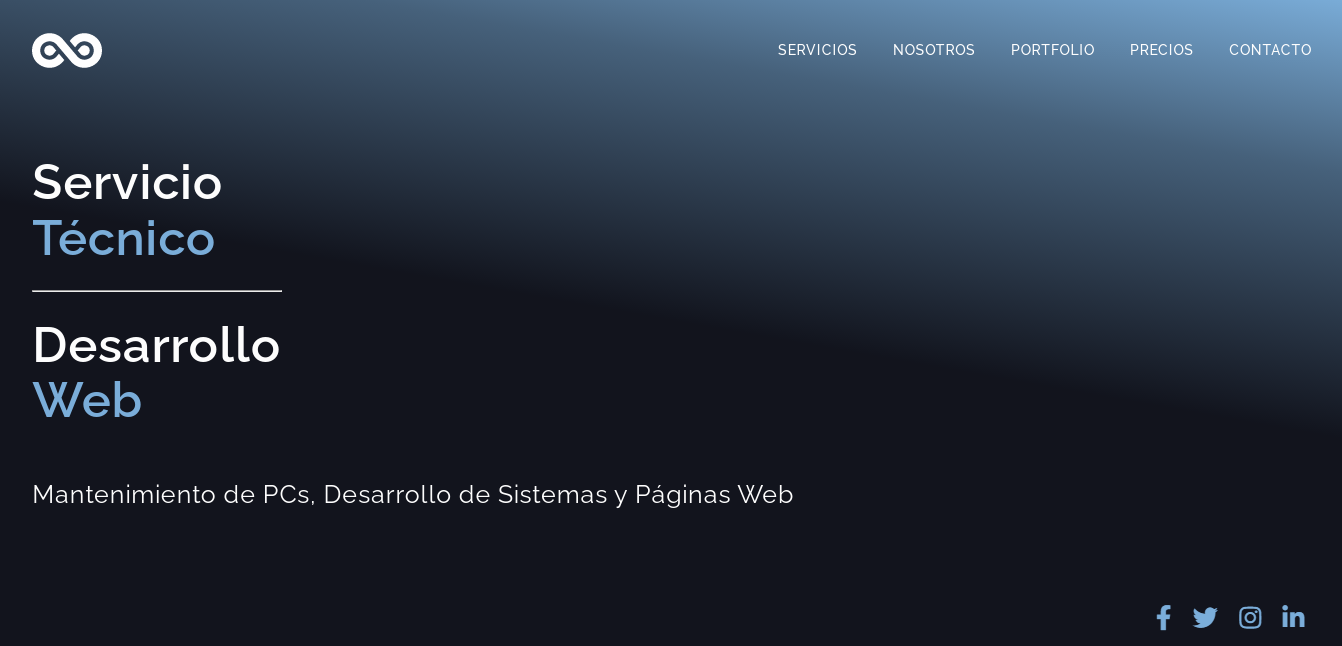 SERVICIOS NOSOTROS PORTFOLIO PRECIOS CONTACTO
Servicio
Técnico
Desarrollo
Web
Mantenimiento de PCs, Desarrollo de Sistemas y Páginas Web